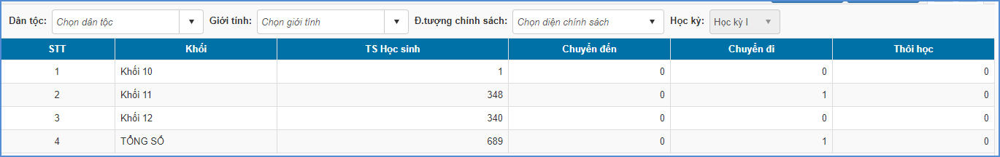 Dân tộc: Chọn dân tộc Giới tính: Chọn giới tính Đ.tượng chính sách: Chọn diện chính sách Học kỳ: Học kỳ I
STT Khối TS Học sinh Chuyển đến Chuyển đi Thôi học
1 Khối 10 1 0 0 0
2 Khối 11 348 0 1 0
3 Khối 12 340 0 0 0
4 TỔNG SỐ 689 0 1 0